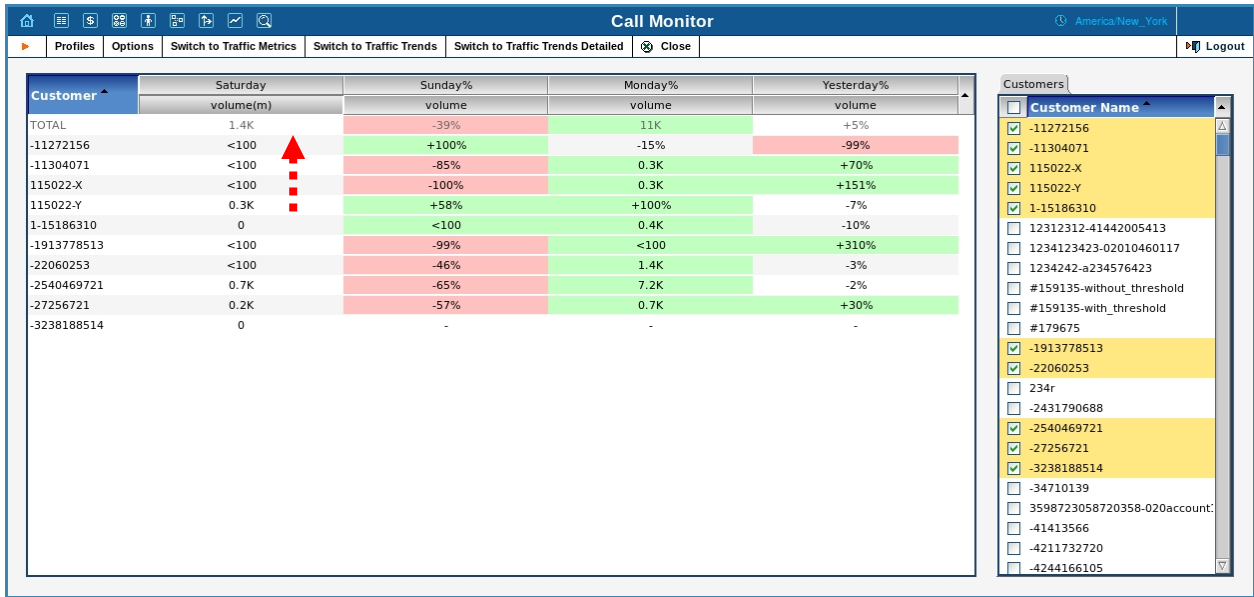 Call Monitor
America/New_York
Profiles Options Switch to Traffic Metrics Switch to Traffic Trends Switch to Traffic Trends Detailed Close Logout
Customer Saturday Sunday% Monday% Yesterday%
volume(m) volume volume volume
TOTAL 1.4K -39% 11K +5%
-11272156 <100 +100% -15% -99%
-11304071 <100 -85% 0.3K +70%
115022-X <100 -100% 0.3K +151%
115022-Y 0.3K +58% +100% -7%
1-15186310 0 <100 0.4K -10%
-1913778513 <100 -99% <100 +310%
-22060253 <100 -46% 1.4K -3%
-2540469721 0.7K -65% 7.2K -2%
-27256721 0.2K -57% 0.7K +30%
-3238188514 0 - - -
Customers
Customer Name
-11272156
-11304071
115022-X
115022-Y
1-15186310
12312312-41442005413
1234123423-02010460117
1234242-a234576423
#159135-without_threshold
#159135-with_threshold
#179675
-1913778513
-22060253
234r
-2431790688
-2540469721
-27256721
-3238188514
-34710139
3598723058720358-020account
-41413566
-4211732720
-4244166105